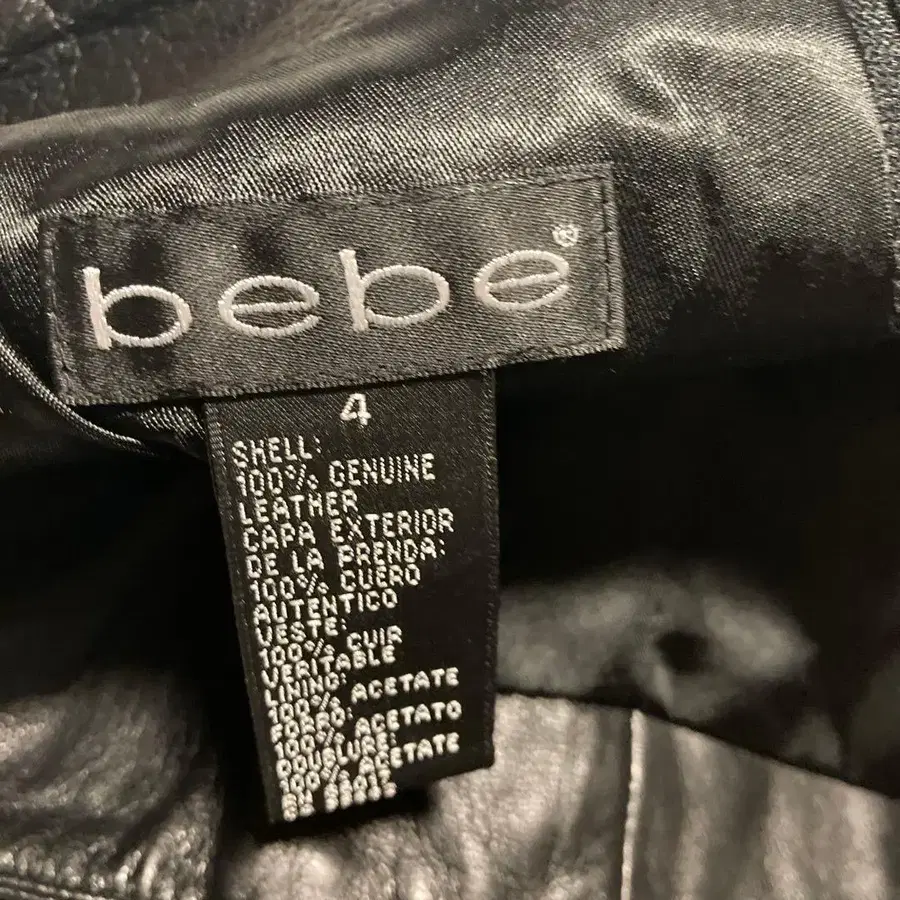 bebe®
4
SHELL:
100% GENUINE
LEATHER
CAPA EXTERIOR
DE LA PRENDA:
100% CUERO
AUTENTICO
VESTE:
100% CUIR
VERITABLE
LINING:
100% ACETATE
FORRO:
100% ACETATO
DOUBLURE:
100% ACETATE